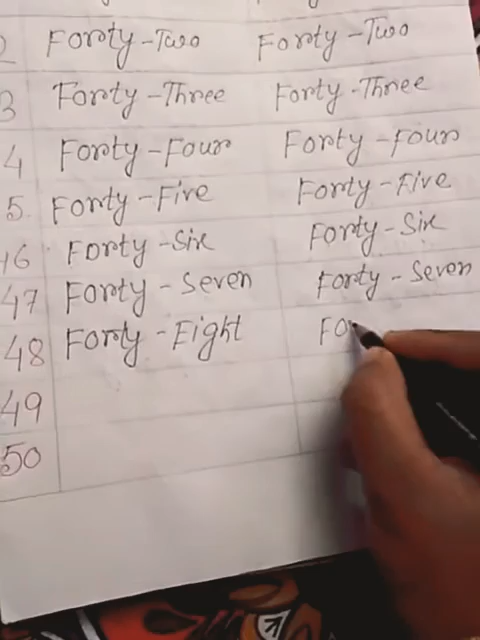 2 Forty-Two Forty-Two
3 Forty-Three Forty-Three
4 Forty-Four Forty-Four
5 Forty-Five Forty-Five
46 Forty-Six Forty-Six
47 Forty-Seven Forty-Seven
48 Forty-Eight Fo
49
50